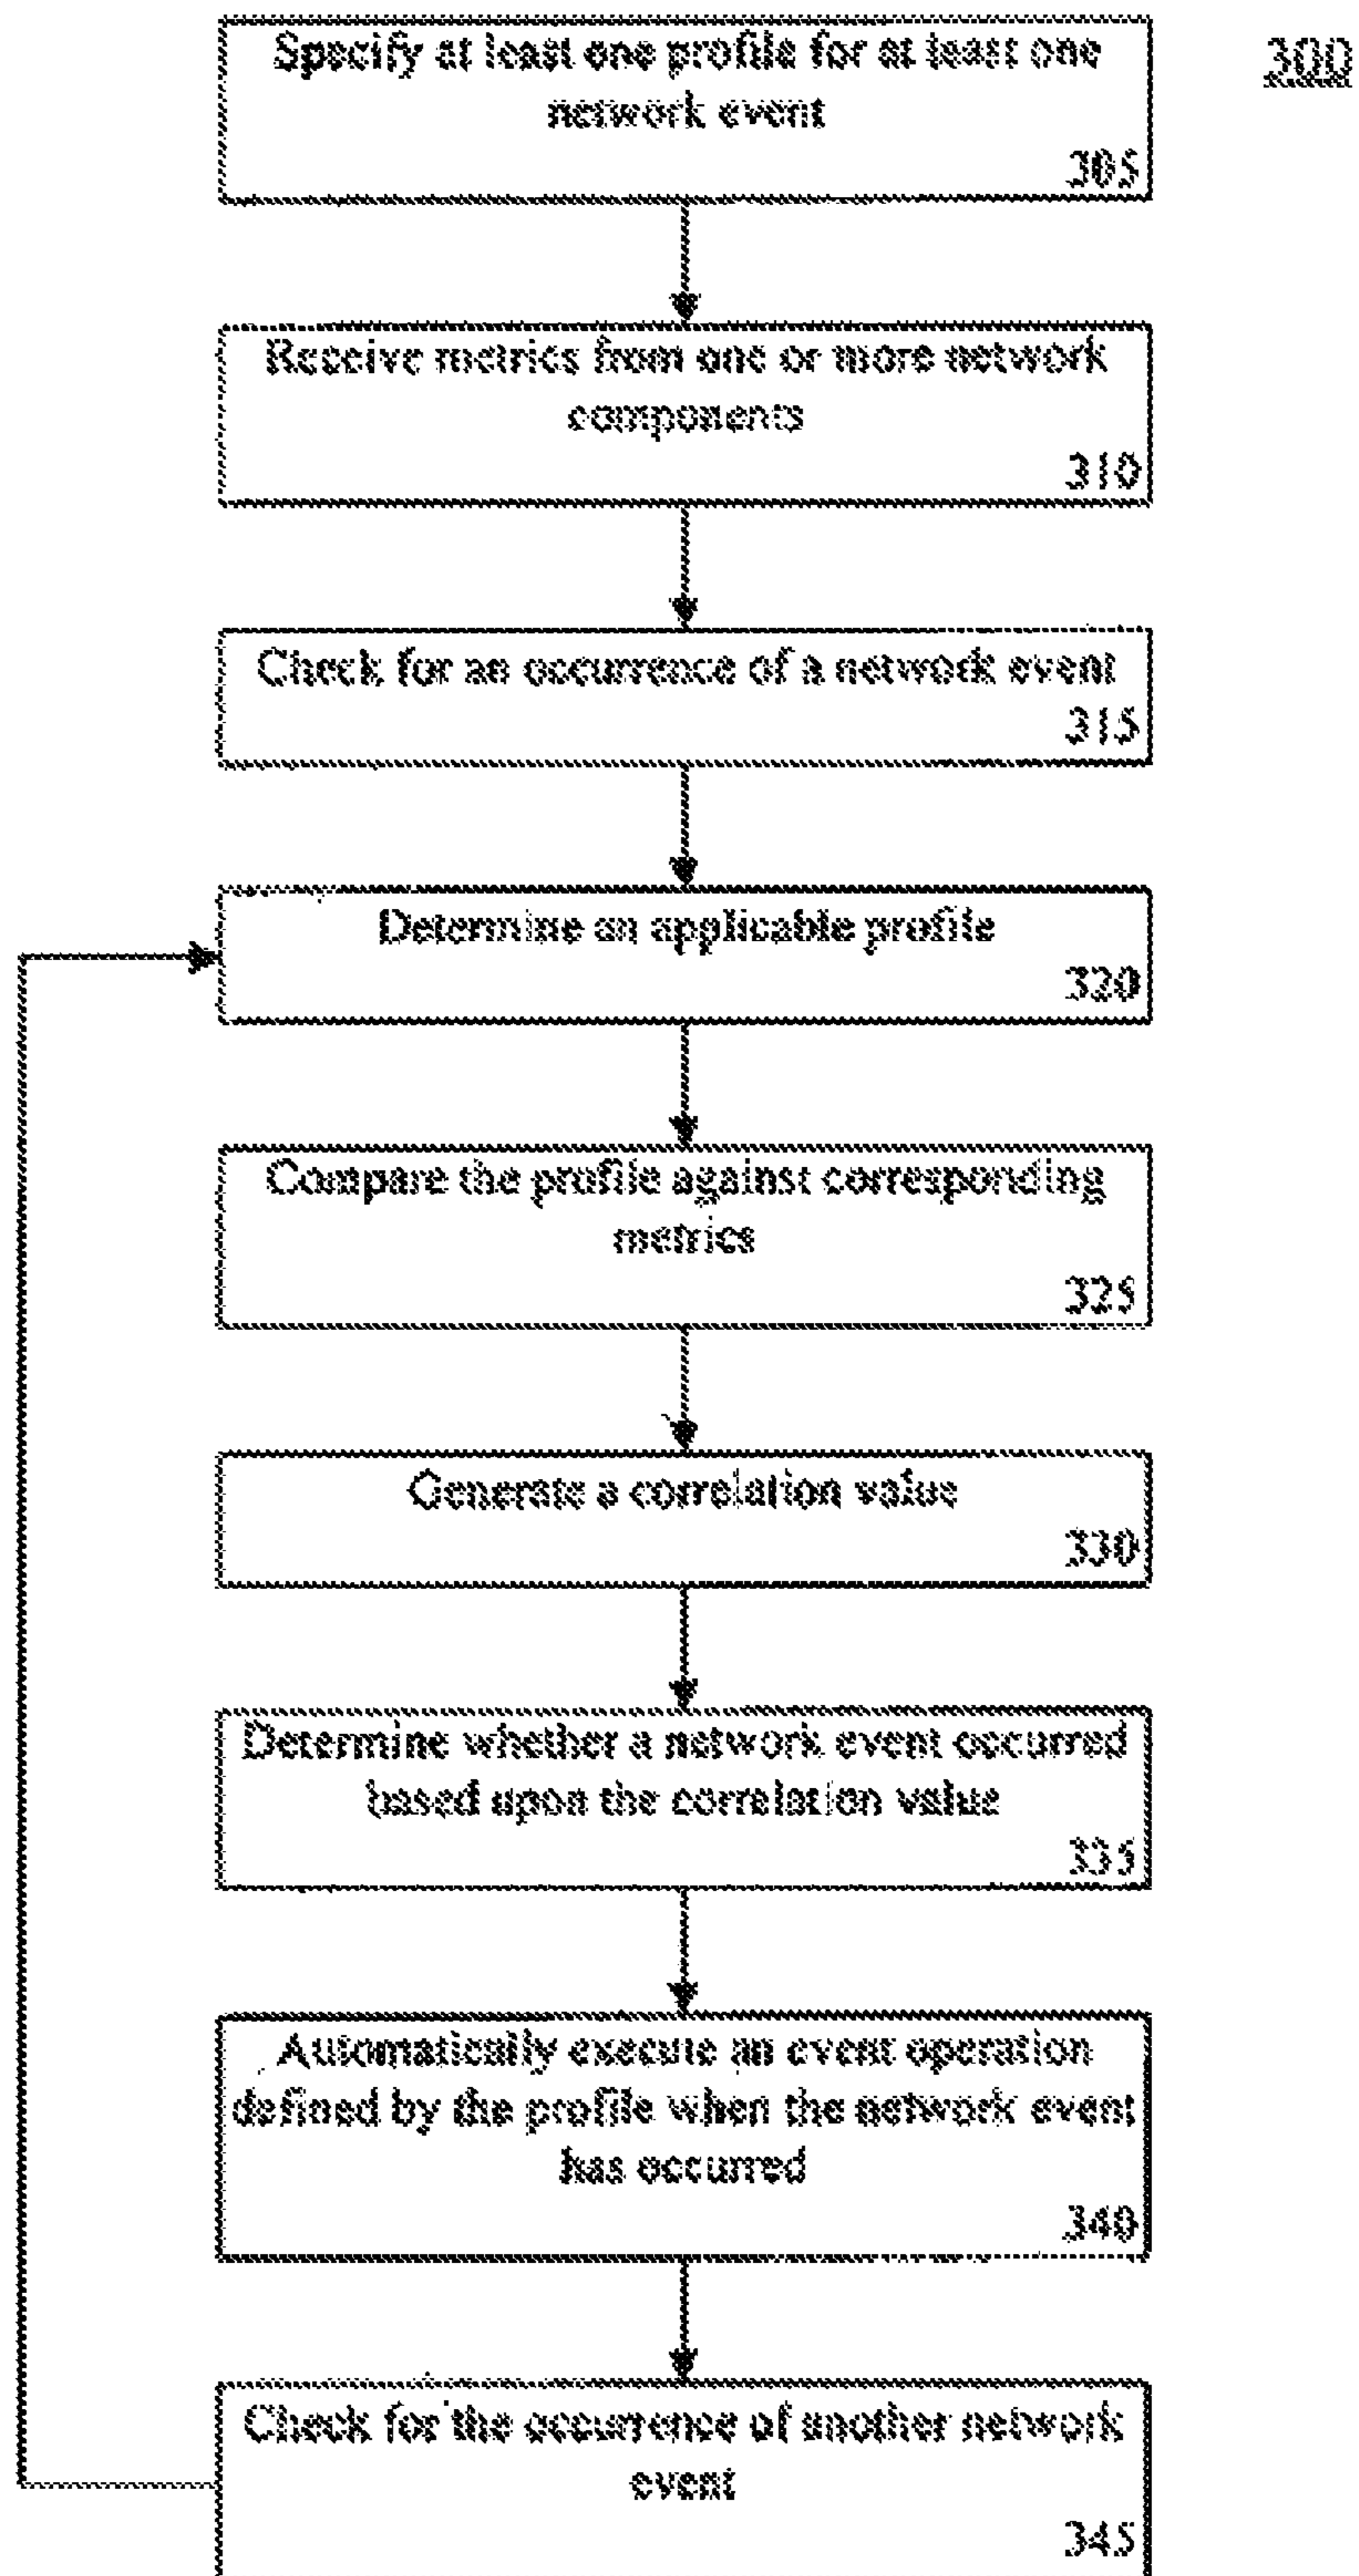 300
Specify at least one profile for at least one
network event
305
Receive metrics from one or more network
components
310
Check for an occurrence of a network event
315
Determine an applicable profile
320
Compare the profile against corresponding
metrics
325
Generate a correlation value
330
Determine whether a network event occurred
based upon the correlation value
335
Automatically execute an event operation
defined by the profile when the network event
has occurred
340
Check for the occurrence of another network
event
345